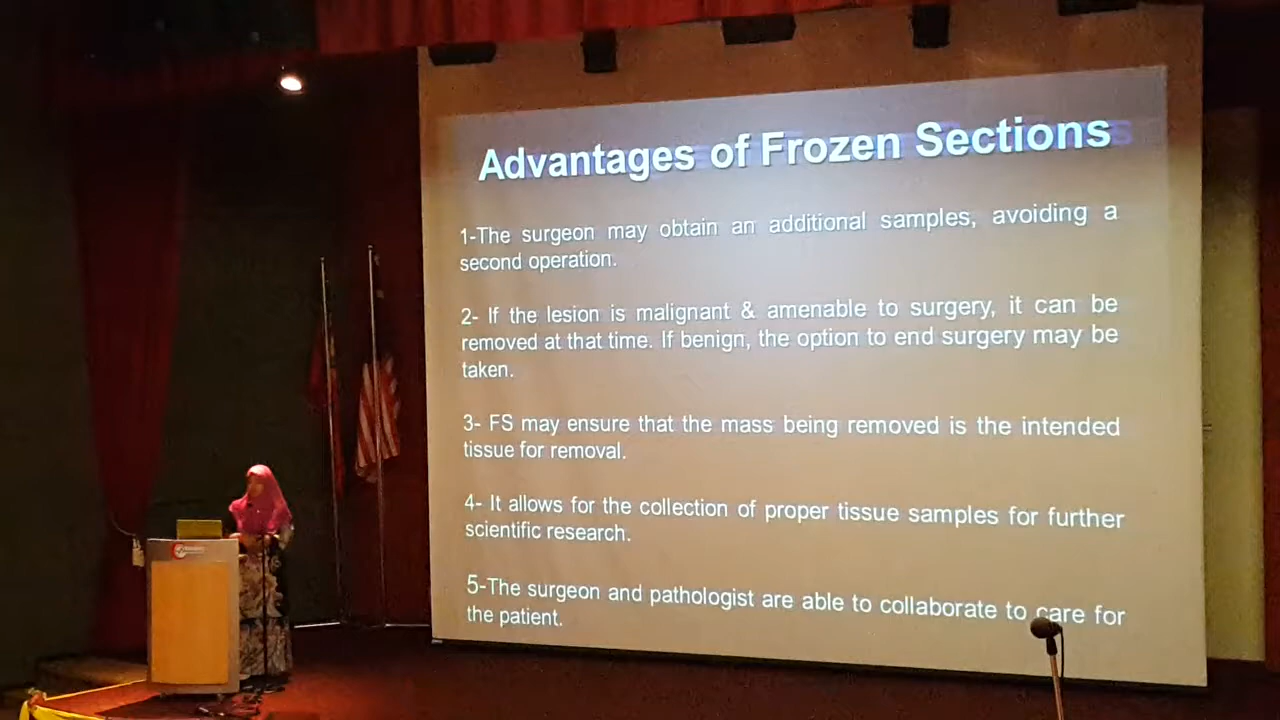 Advantages of Frozen Sections
1-The surgeon may obtain an additional samples, avoiding a
second operation.
2- If the lesion is malignant & amenable to surgery, it can be
removed at that time. If benign, the option to end surgery may be
taken.
3- FS may ensure that the mass being removed is the intended
tissue for removal.
4- It allows for the collection of proper tissue samples for further
scientific research.
5-The surgeon and pathologist are able to collaborate to care for
the patient.